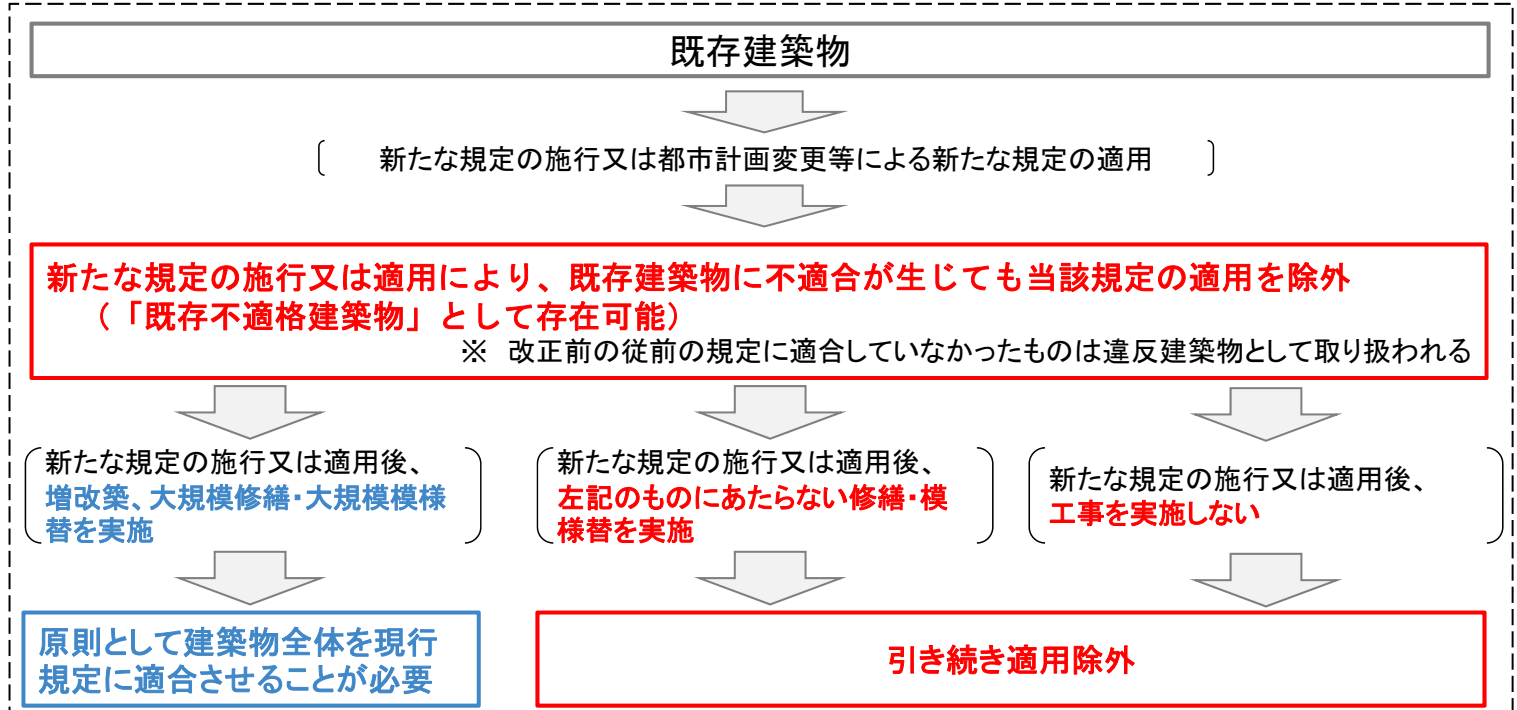 既存建築物
新たな規定の施行又は都市計画変更等による新たな規定の適用
新たな規定の施行又は適用により、既存建築物に不適合が生じても当該規定の適用を除外
（「既存不適格建築物」として存在可能）
※ 改正前の従前の規定に適合していなかったものは違反建築物として取り扱われる
新たな規定の施行又は適用後、
増改築、大規模修繕・大規模模様
替を実施
新たな規定の施行又は適用後、
左記のものにあたらない修繕・模
様替を実施
新たな規定の施行又は適用後、
工事を実施しない
原則として建築物全体を現行
規定に適合させることが必要
引き続き適用除外